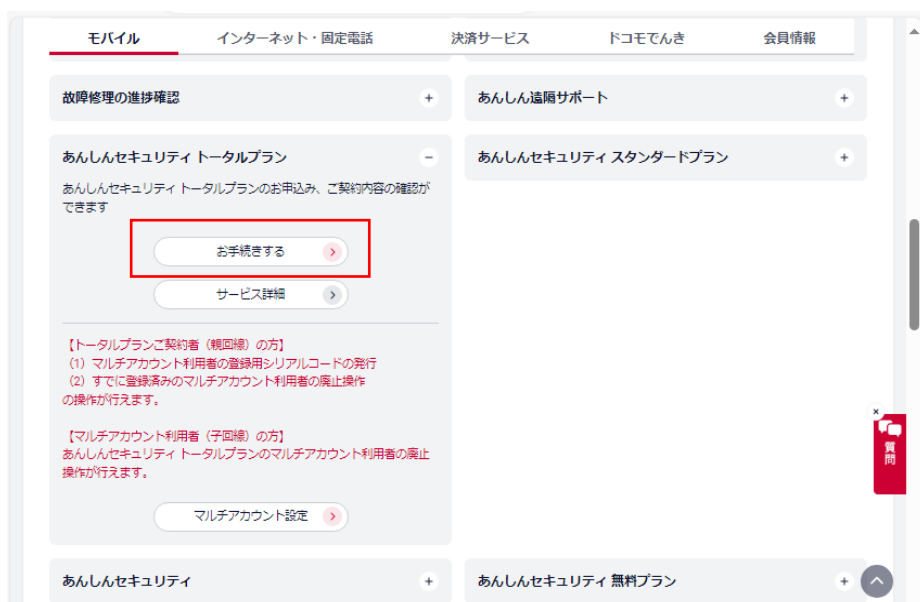 モバイル
インターネット・固定電話
決済サービス
ドコモでんき
会員情報
故障修理の進捗確認
あんしん遠隔サポート
あんしんセキュリティ トータルプラン
あんしんセキュリティ スタンダードプラン
あんしんセキュリティ トータルプランのお申込み、ご契約内容の確認が
できます
お手続きする
サービス詳細
【トータルプランご契約者（親回線）の方】
（1）マルチアカウント利用者の登録用シリアルコードの発行
（2）すでに登録済みのマルチアカウント利用者の廃止操作
の操作が行えます。
【マルチアカウント利用者（子回線）の方】
あんしんセキュリティ トータルプランのマルチアカウント利用者の廃止
操作が行えます。
マルチアカウント設定
質問
あんしんセキュリティ
あんしんセキュリティ 無料プラン